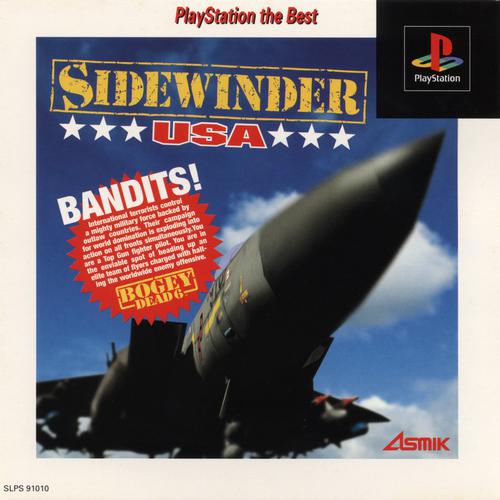 PlayStation the Best
PlayStation
SIDEWINDER
USA
BANDITS!
International terrorists control
a mighty military force backed by
outlaw countries. Their campaign
for world domination is exploding into
action on all fronts simultaneously. You
are a Top Gun fighter pilot. You are in
the enviable spot of heading up an
elite team of flyers charged with halt-
ing the worldwide enemy offensive.
BOGEY
DEAD 6
ASMIK
SLPS 91010